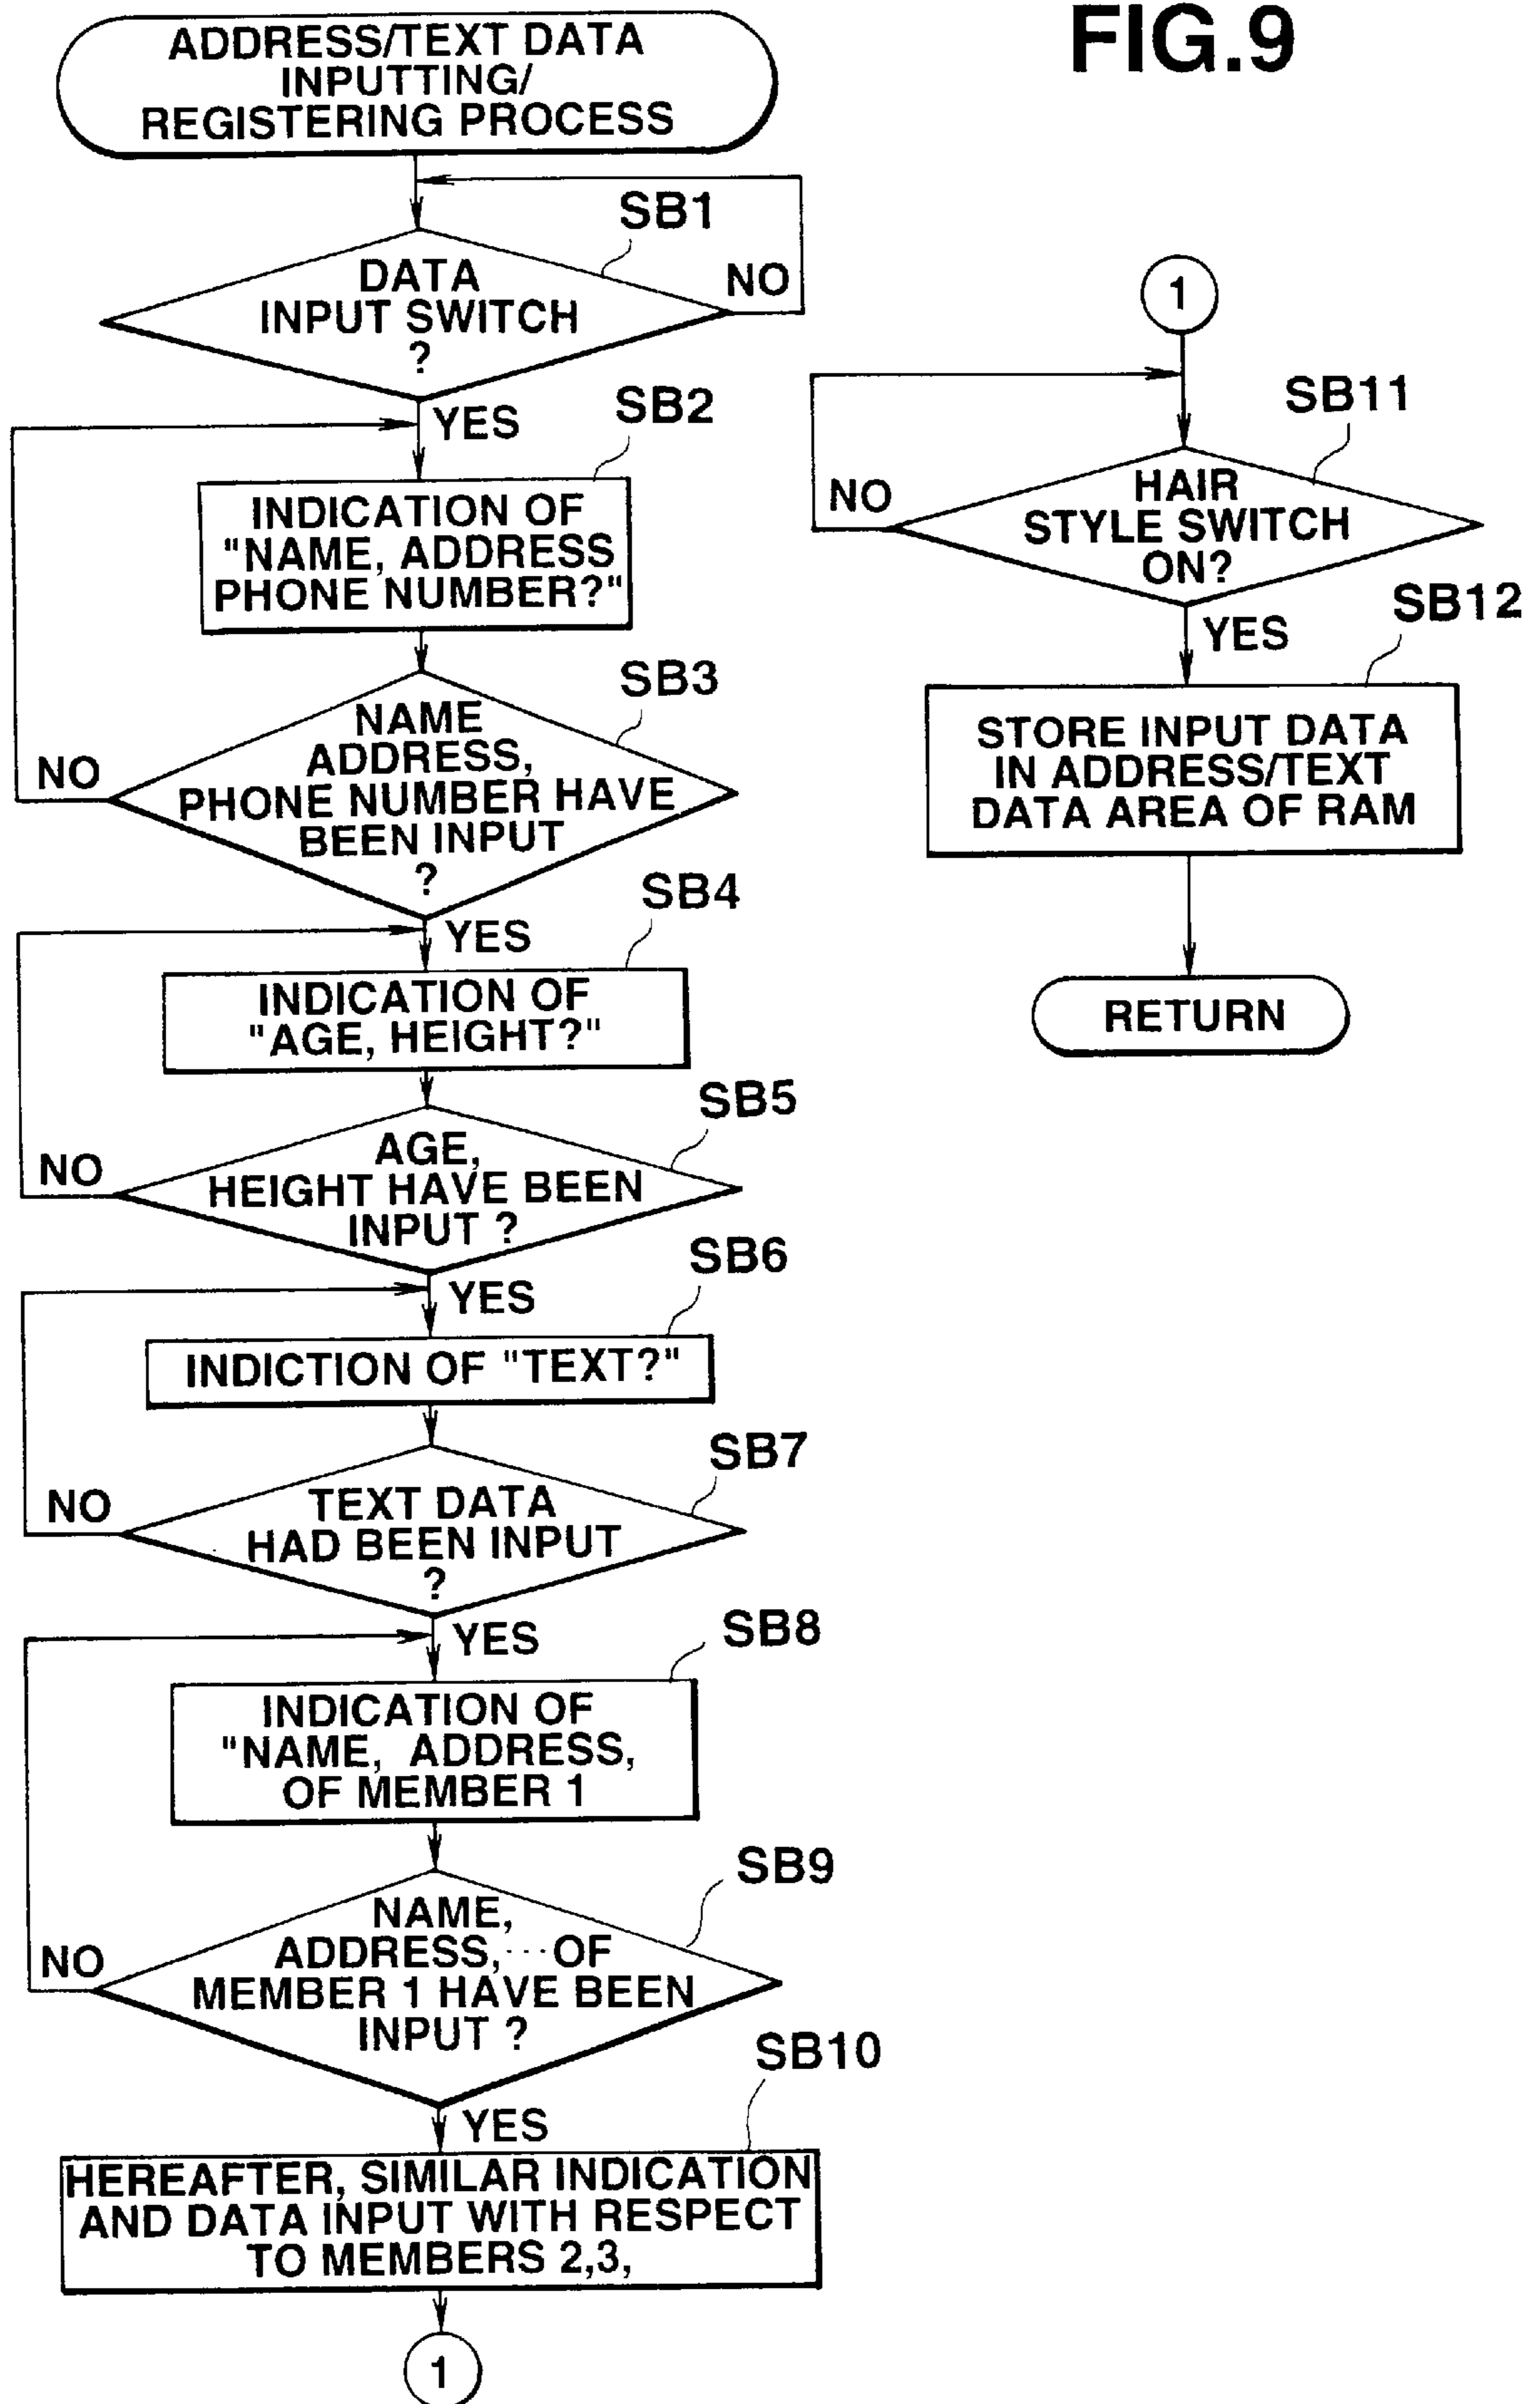 FIG.9
ADDRESS/TEXT DATA
INPUTTING/
REGISTERING PROCESS
SB1
DATA
INPUT SWITCH
?
NO
YES
SB2
INDICATION OF
"NAME, ADDRESS
PHONE NUMBER?"
SB3
NAME
ADDRESS,
PHONE NUMBER HAVE
BEEN INPUT
?
NO
YES
SB4
INDICATION OF
"AGE, HEIGHT?"
SB5
AGE,
HEIGHT HAVE BEEN
INPUT ?
NO
YES
SB6
INDICTION OF "TEXT?"
SB7
TEXT DATA
HAD BEEN INPUT
?
NO
YES
SB8
INDICATION OF
"NAME, ADDRESS,
OF MEMBER 1
SB9
NAME,
ADDRESS,···OF
MEMBER 1 HAVE BEEN
INPUT ?
NO
YES
SB10
HEREAFTER, SIMILAR INDICATION
AND DATA INPUT WITH RESPECT
TO MEMBERS 2,3,
1
1
SB11
HAIR
STYLE SWITCH
ON?
NO
YES
SB12
STORE INPUT DATA
IN ADDRESS/TEXT
DATA AREA OF RAM
RETURN